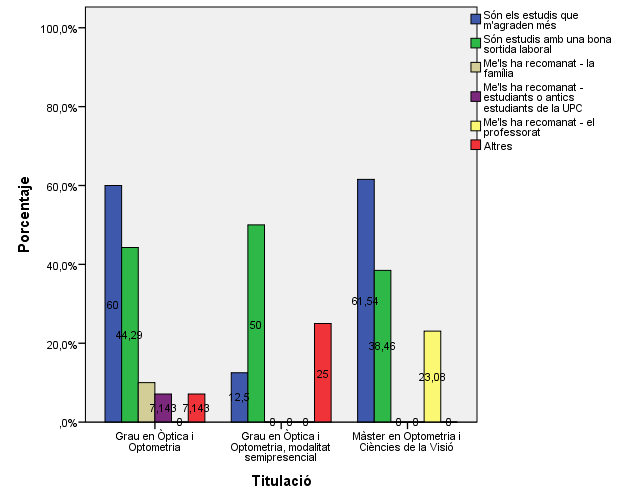 100,0%
80,0%
60,0%
40,0%
20,0%
,0%
Porcentaje
60
44,29
7,143
0
7,143
12,5
50
0
0
0
25
61,54
38,46
0
0
23,08
0
Grau en Òptica i
Optometria
Grau en Òptica i
Optometria, modalitat
semipresencial
Màster en Optometria i
Ciències de la Visió
Titulació
Són els estudis que
m'agraden més
Són estudis amb una bona
sortida laboral
Me'ls ha recomanat - la
família
Me'ls ha recomanat -
estudiants o antics
estudiants de la UPC
Me'ls ha recomanat - el
professorat
Altres